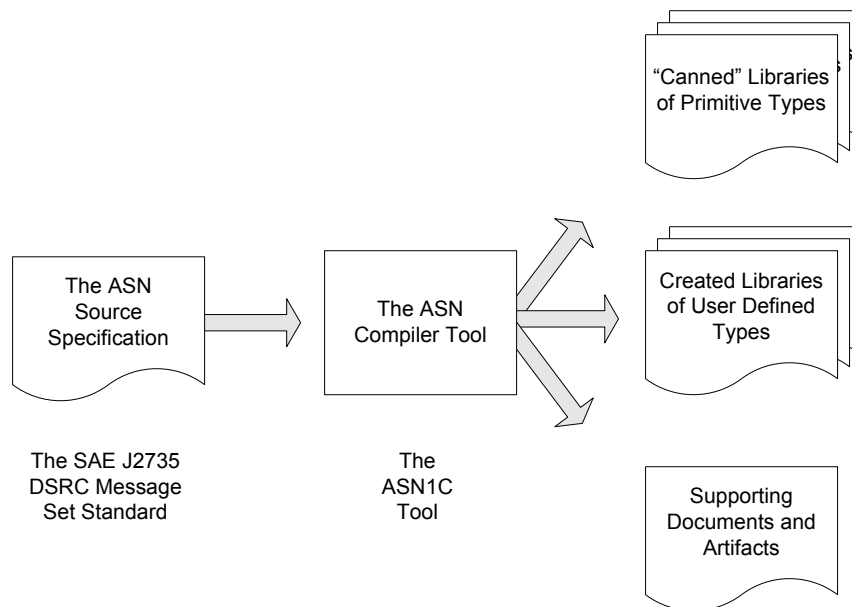 “Canned” Libraries
of Primitive Types
The ASN
Source
Specification
The ASN
Compiler Tool
Created Libraries
of User Defined
Types
The SAE J2735
DSRC Message
Set Standard
The
ASN1C
Tool
Supporting
Documents and
Artifacts